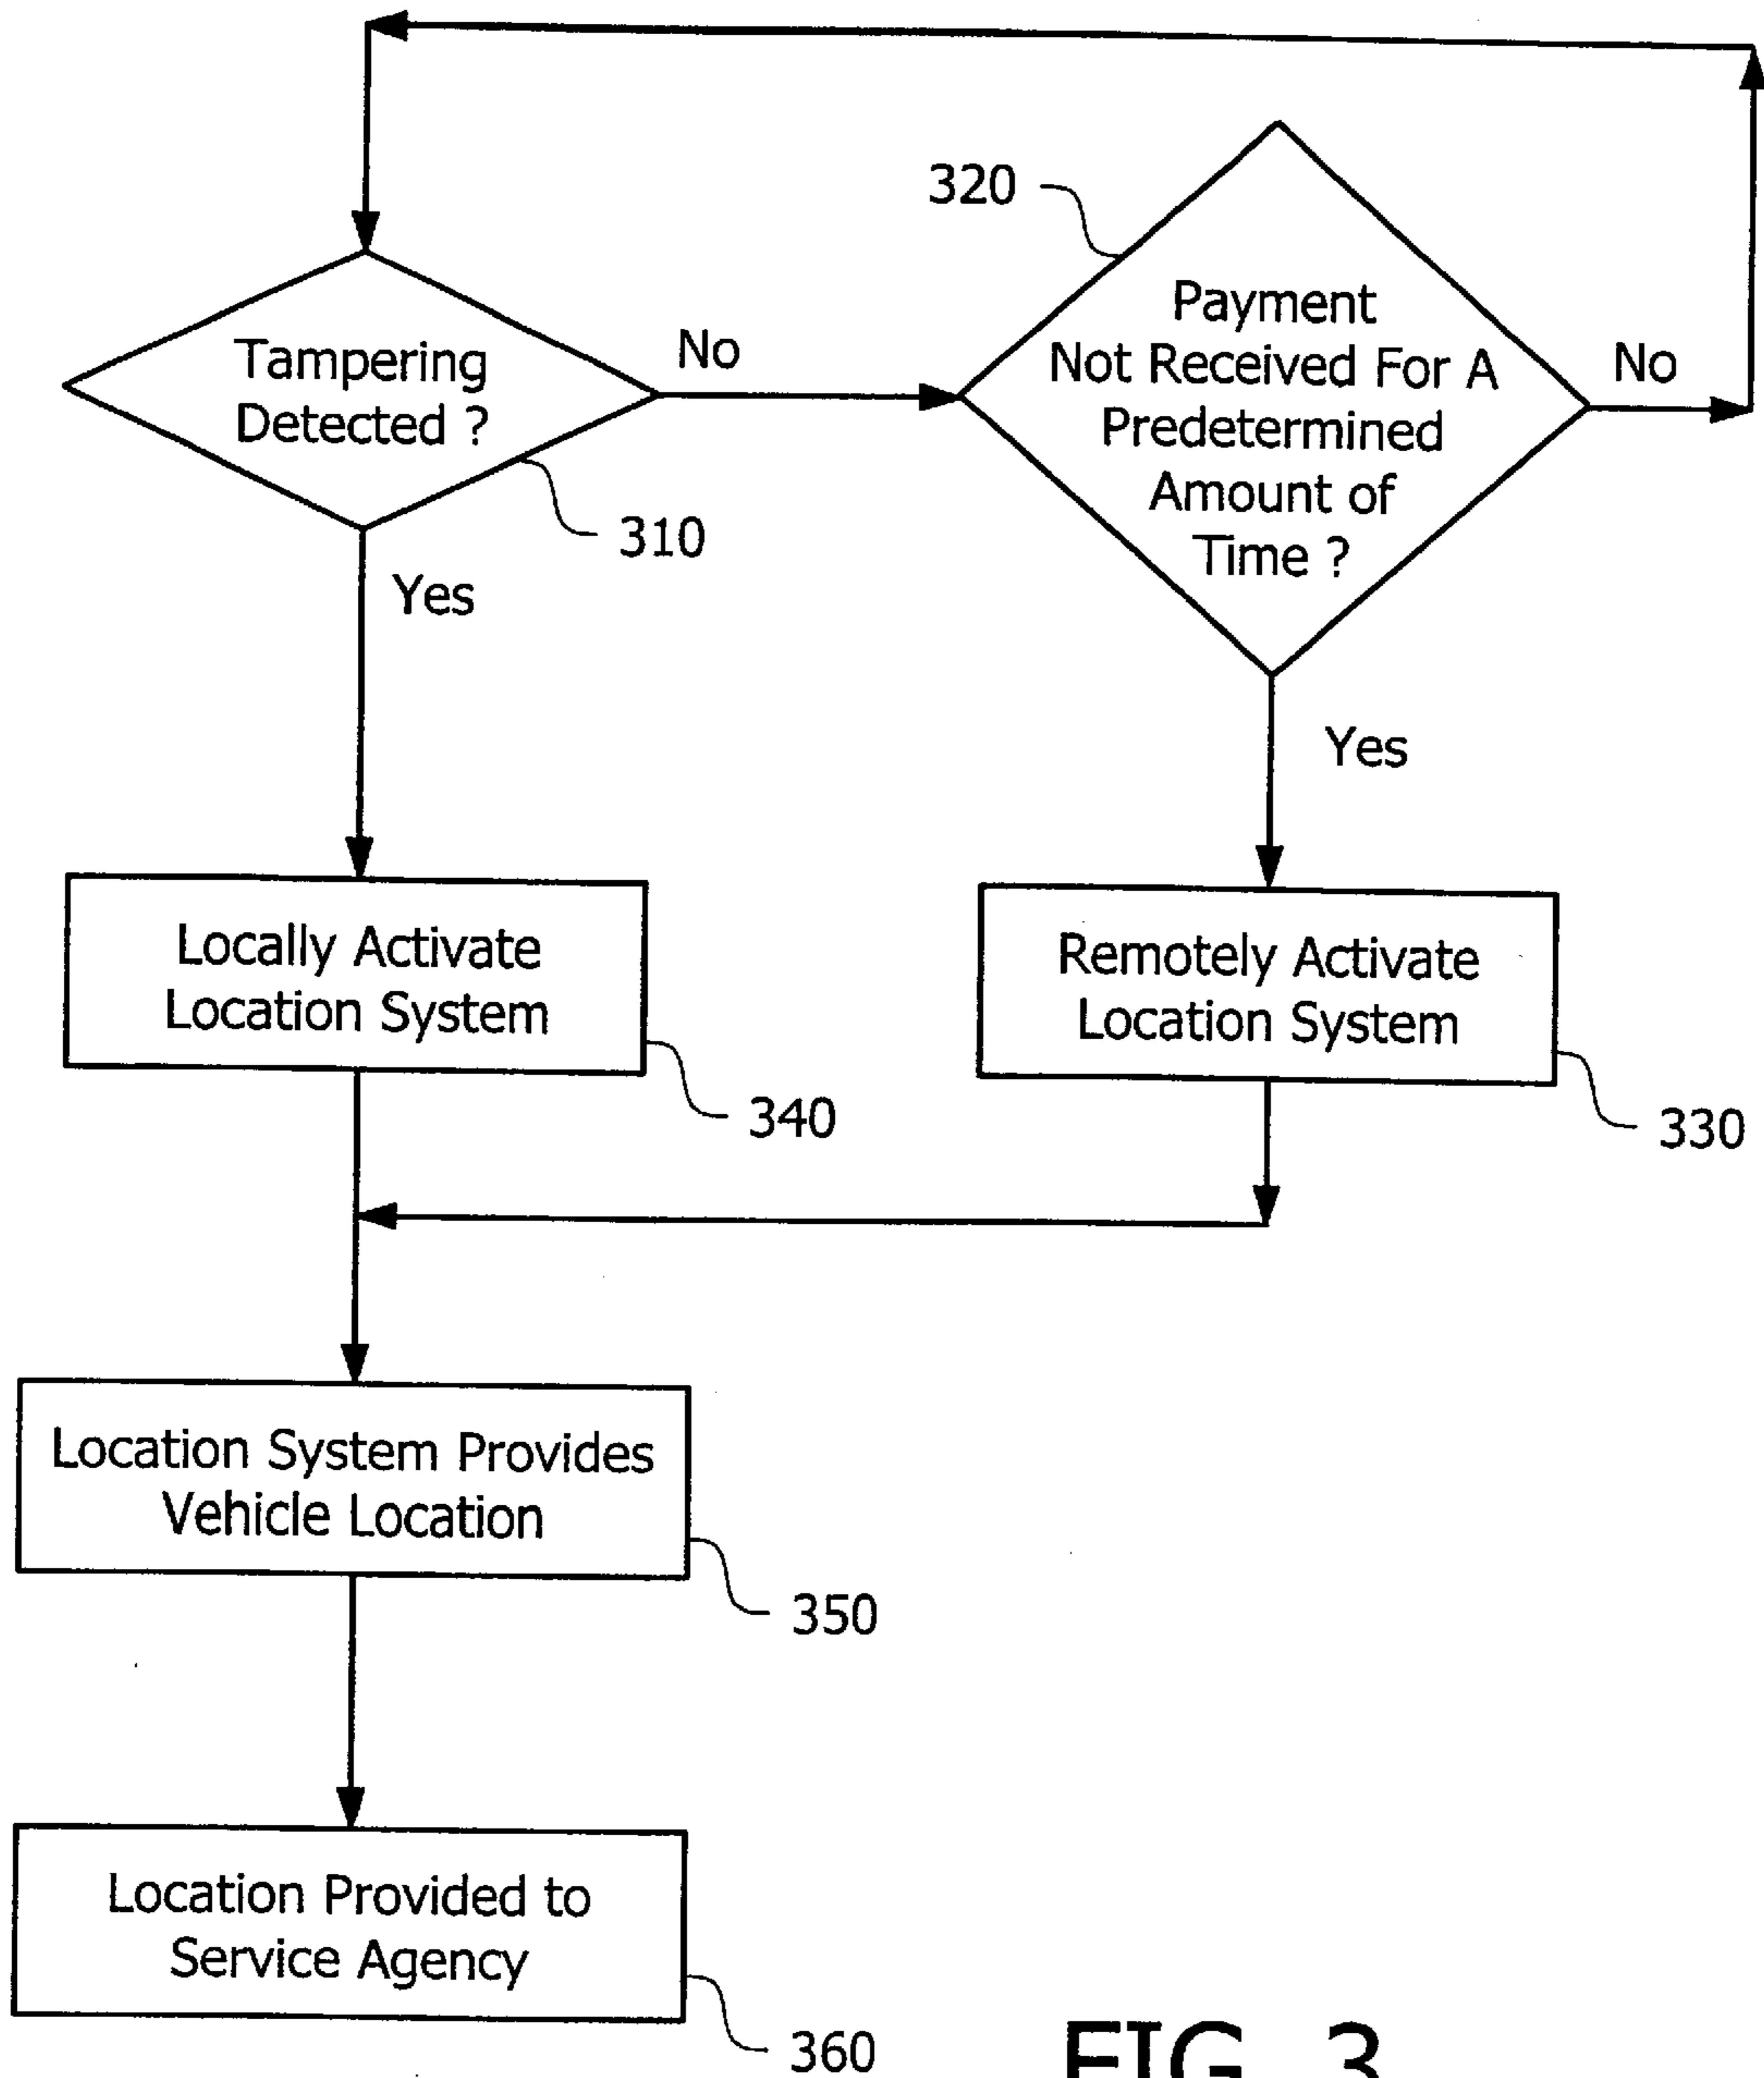 320
Payment
Not Received For A
Predetermined
Amount of
Time ?
No
Tampering
Detected ?
No
310
Yes
Yes
Locally Activate
Location System
340
Remotely Activate
Location System
330
Location System Provides
Vehicle Location
350
Location Provided to
Service Agency
360
FIG. 3